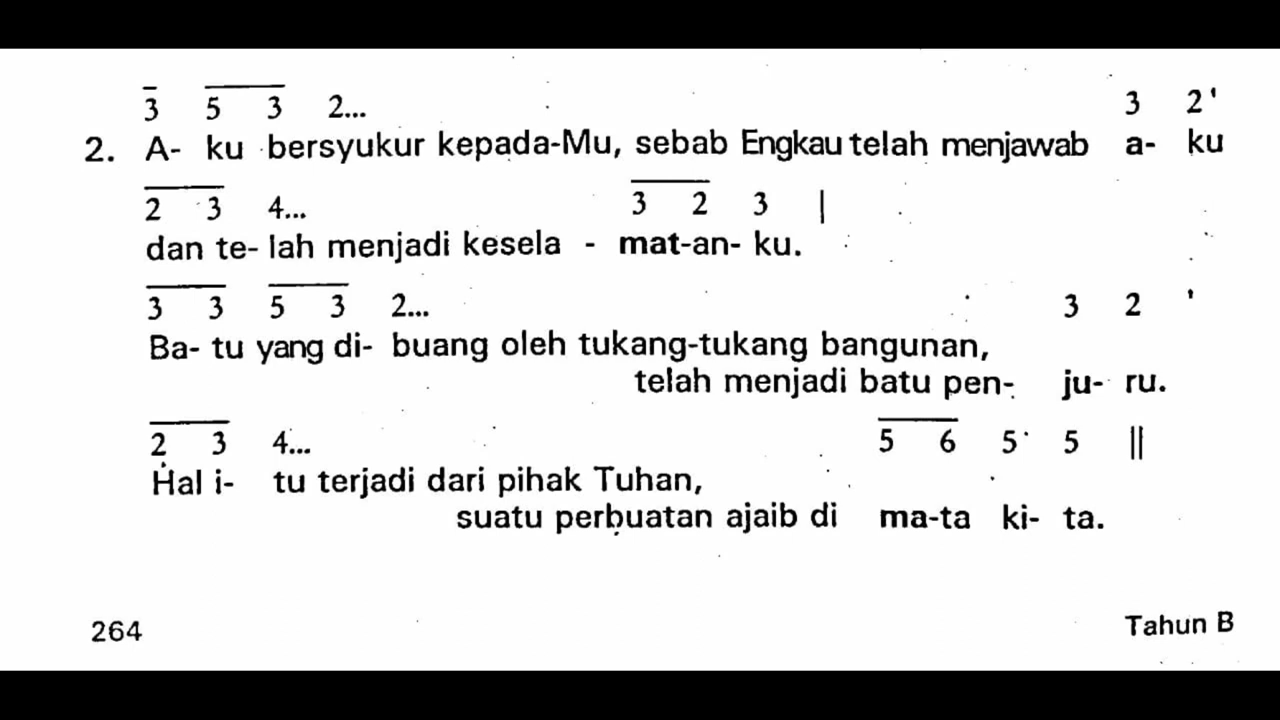 3 5 3 2... 3 2'
2. A- ku bersyukur kepada-Mu, sebab Engkau telah menjawab a- ku
2 3 4... 3 2 3 |
dan te- lah menjadi kesela - mat-an- ku.
3 3 5 3 2... 3 2 '
Ba- tu yang di- buang oleh tukang-tukang bangunan,
telah menjadi batu pen- ju- ru.
2 3 4... 5 6 5 5 ||
Hal i- tu terjadi dari pihak Tuhan,
suatu perbuatan ajaib di ma-ta ki- ta.
264 Tahun B